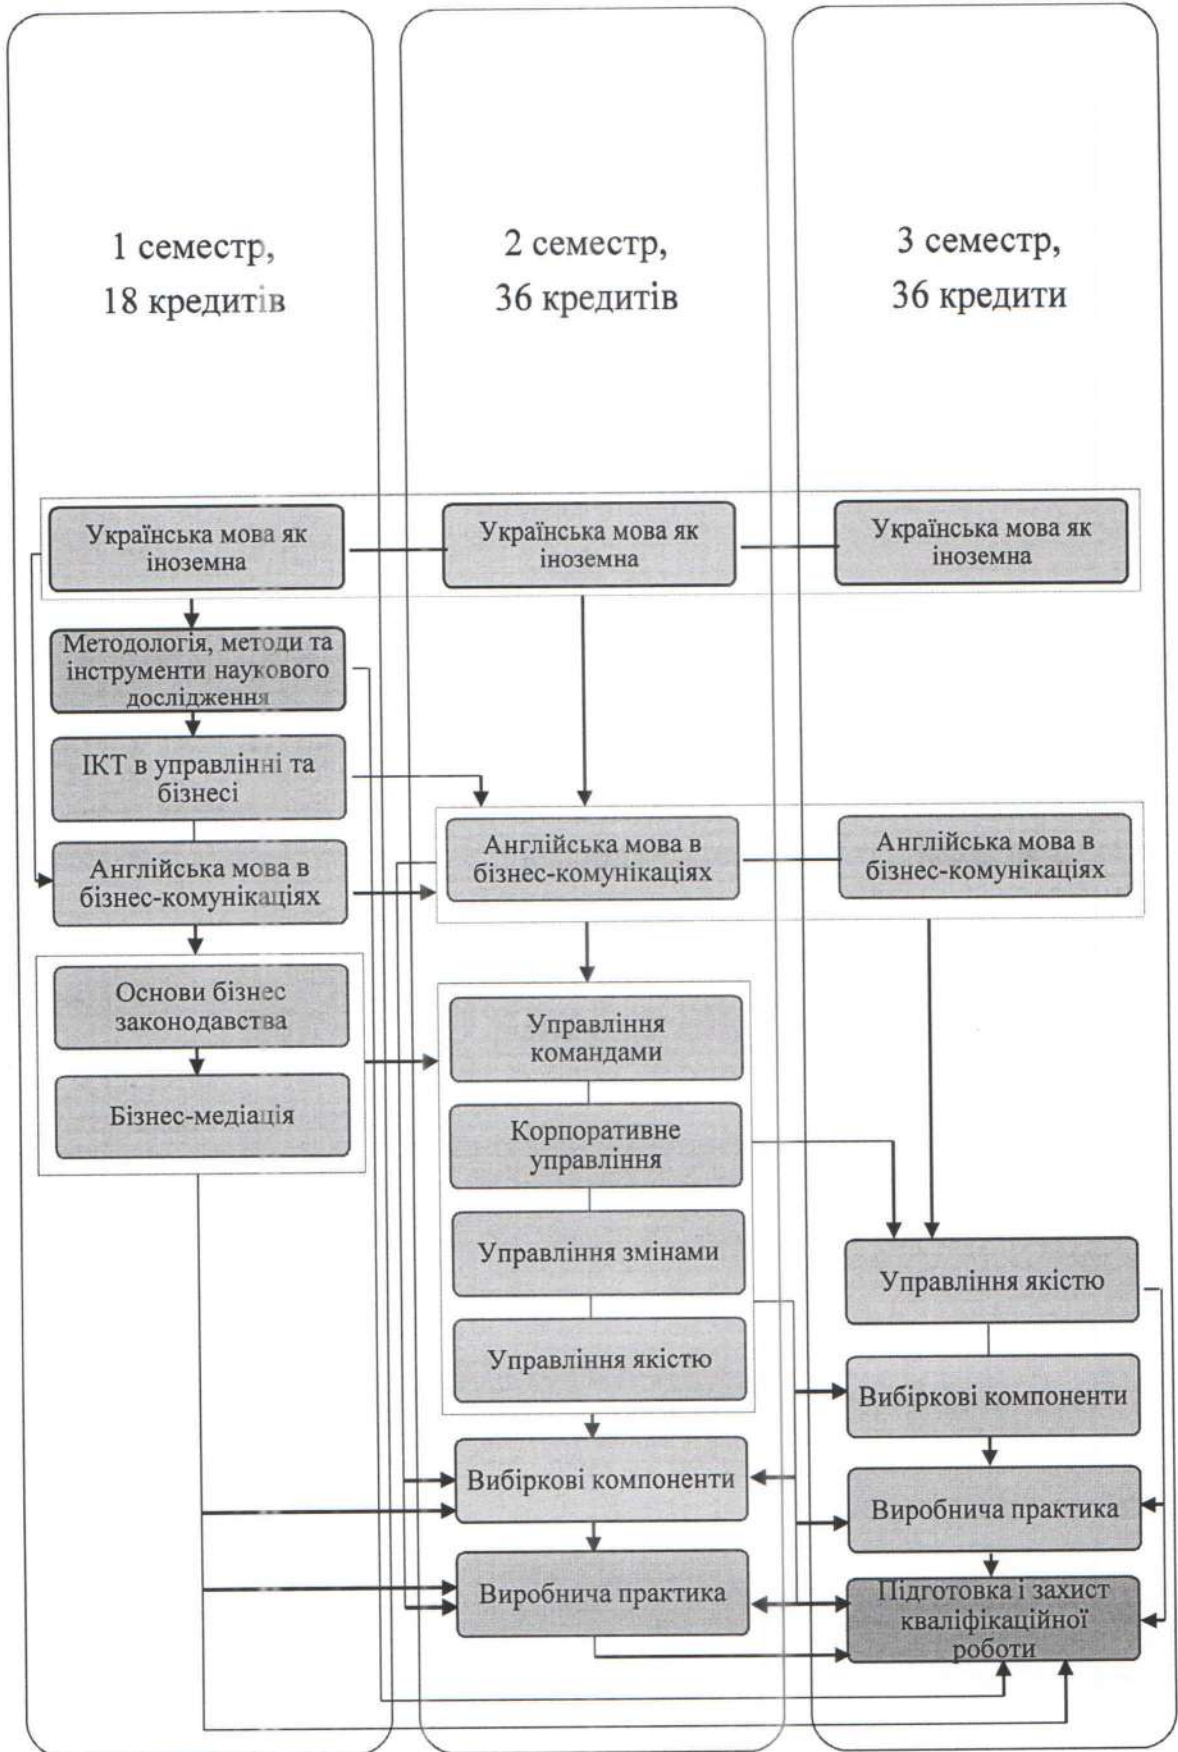 1 семестр,
18 кредитів
2 семестр,
36 кредитів
3 семестр,
36 кредити
Українська мова як
іноземна
Українська мова як
іноземна
Українська мова як
іноземна
Методологія, методи та
інструменти наукового
дослідження
ІКТ в управлінні та
бізнесі
Англійська мова в
бізнес-комунікаціях
Англійська мова в
бізнес-комунікаціях
Англійська мова в
бізнес-комунікаціях
Основи бізнес
законодавства
Бізнес-медіація
Управління
командами
Корпоративне
управління
Управління змінами
Управління якістю
Вибіркові компоненти
Виробнича практика
Управління якістю
Вибіркові компоненти
Виробнича практика
Підготовка і захист
кваліфікаційної
роботи